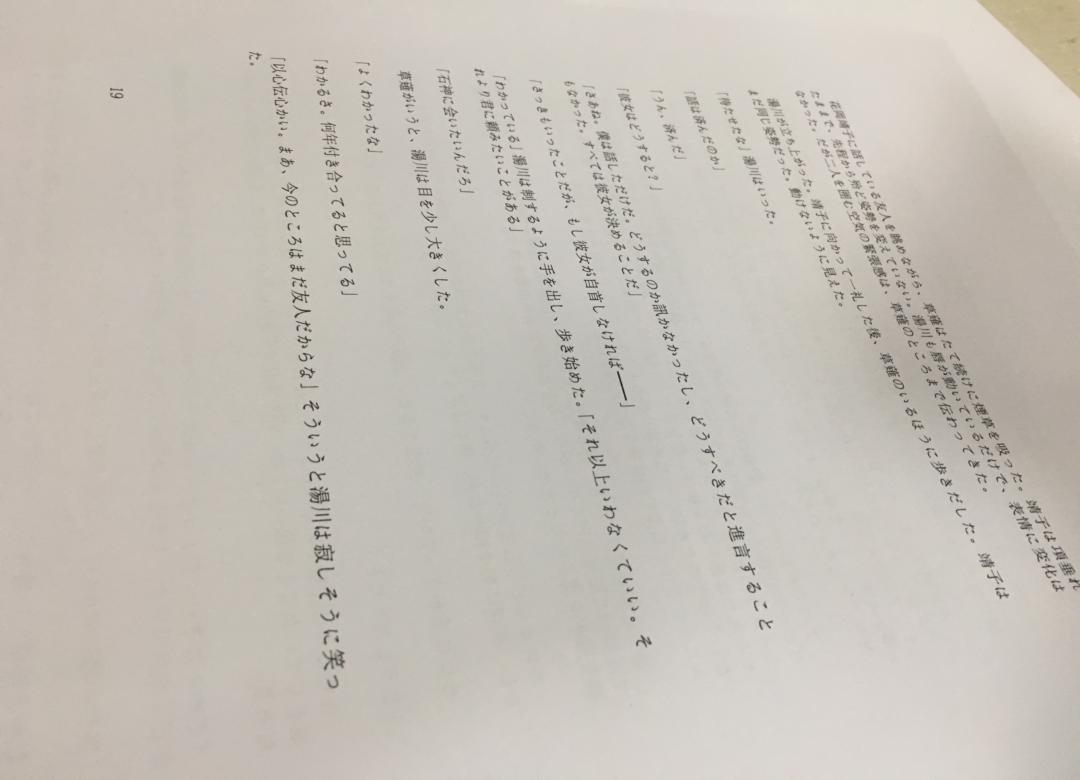 花岡靖子に話している友人を眺めながら、草薙はたて続けに煙草を吸った。靖子は項垂れ
たままで、先程から殆ど姿勢を変えていない。湯川も唇が動いているだけで、表情に変化は
なかった。だが二人を囲む空気の緊張感は、草薙のところまで伝わってきた。
湯川が立ち上がった。靖子に向かって一礼した後、草薙のいるほうに歩きだした。靖子は
まだ同じ姿勢だった。動けないように見えた。
「待たせたな」湯川はいった。
「話は済んだのか」
「うん、済んだ」
「彼女はどうすると?」
「さあね。僕は話しただけだ。どうするのか訊かなかったし、どうすべきだと進言すること
もなかった。すべては彼女が決めることだ」
「さっきもいったことだが、もし彼女が自首しなければ――」
「わかっている」湯川は制するように手を出し、歩き始めた。「それ以上いわなくていい。そ
れより君に頼みたいことがある」
「石神に会いたいんだろ」
草薙がいうと、湯川は目を少し大きくした。
「よくわかったな」
「わかるさ。何年付き合ってると思ってる」
「以心伝心かい。まあ、今のところはまだ友人だからな」そういうと湯川は寂しそうに笑っ
た。
19